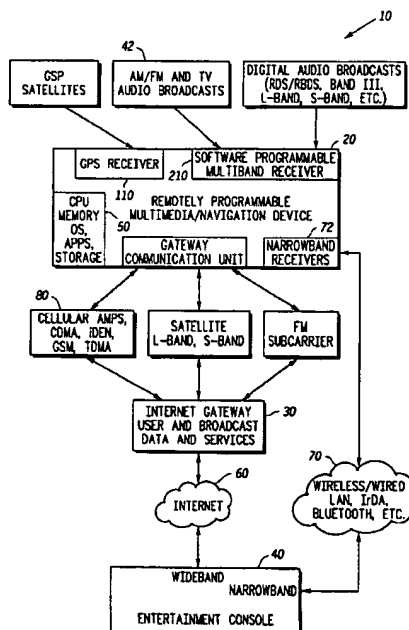 10
42
GSP
SATELLITES
AM/FM AND TV
AUDIO BROADCASTS
DIGITAL AUDIO BROADCASTS
(RDS/RBDS, BAND III,
L-BAND, S-BAND, ETC.)
20
GPS RECEIVER
110
210
SOFTWARE PROGRAMMABLE
MULTIBAND RECEIVER
REMOTELY PROGRAMMABLE
MULTIMEDIA/NAVIGATION DEVICE
CPU
MEMORY
OS,
APPS,
STORAGE
50
72
GATEWAY
COMMUNICATION UNIT
NARROWBAND
RECEIVERS
80
CELLULAR AMPS,
CDMA, iDEN,
GSM, TDMA
SATELLITE
L-BAND, S-BAND
FM
SUBCARRIER
INTERNET GATEWAY
USER AND BROADCAST
DATA AND SERVICES
30
60
INTERNET
70
WIRELESS/WIRED
LAN, IrDA,
BLUETOOTH, ETC.
40
WIDEBAND
NARROWBAND
ENTERTAINMENT CONSOLE